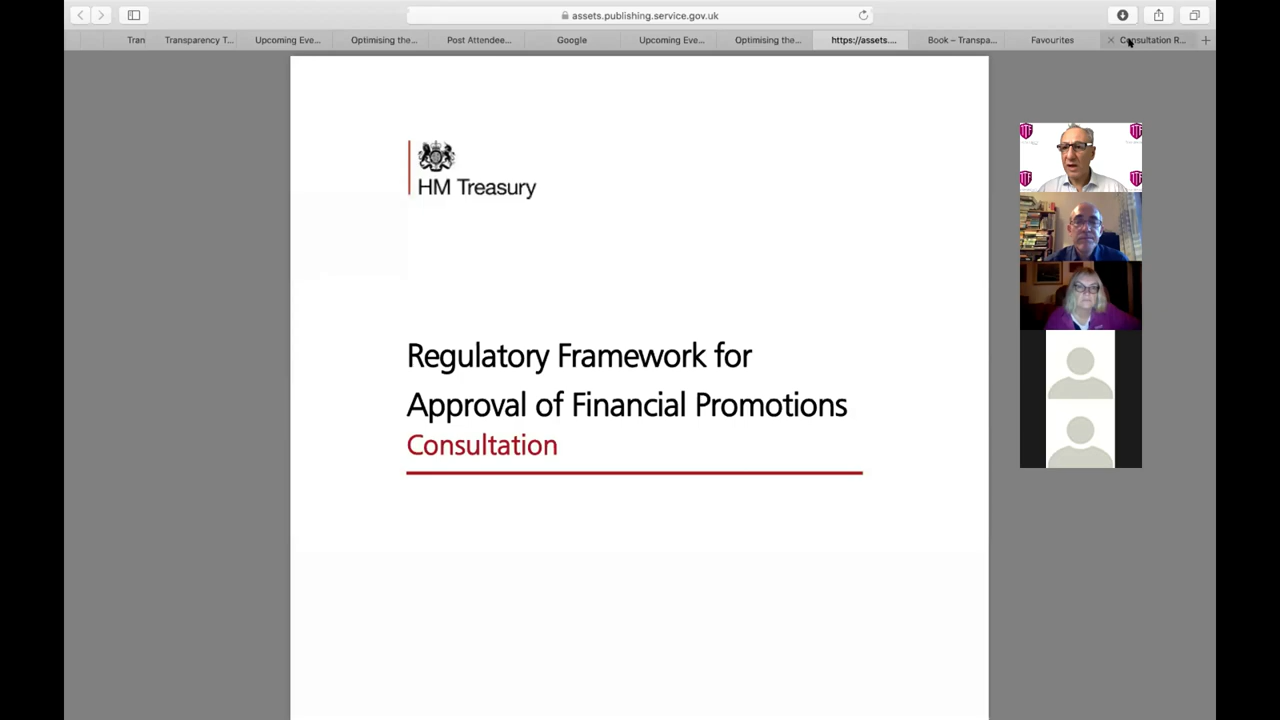 assets.publishing.service.gov.uk
Tran
Transparency T...
Upcoming Eve...
Optimising the...
Post Attendee...
Google
Upcoming Eve...
Optimising the...
https://assets....
Book – Transpa...
Favourites
Consultation R...
HM Treasury
Regulatory Framework for
Approval of Financial Promotions
Consultation